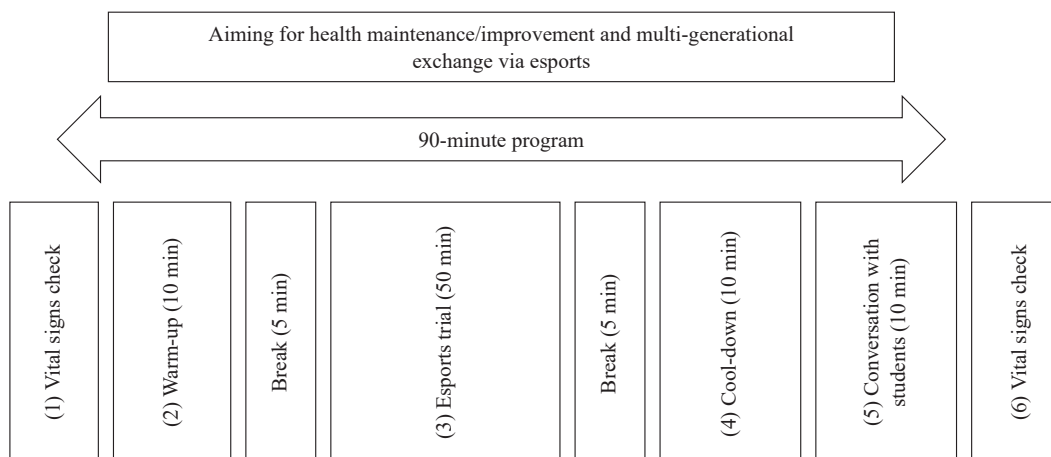 Aiming for health maintenance/improvement and multi-generational
exchange via esports
90-minute program
(1) Vital signs check
(2) Warm-up (10 min)
Break (5 min)
(3) Esports trial (50 min)
Break (5 min)
(4) Cool-down (10 min)
(5) Conversation with
students (10 min)
(6) Vital signs check